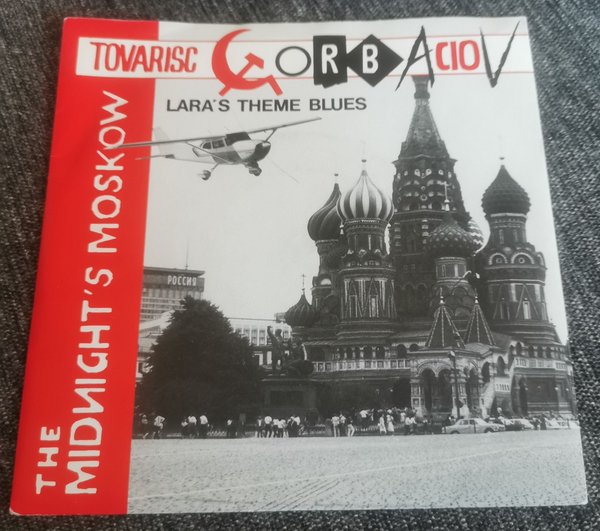 TOVARISC GORBACIOV
LARA'S THEME BLUES
THE
MIDNIGHT'S MOSKOW
РОССИЯ